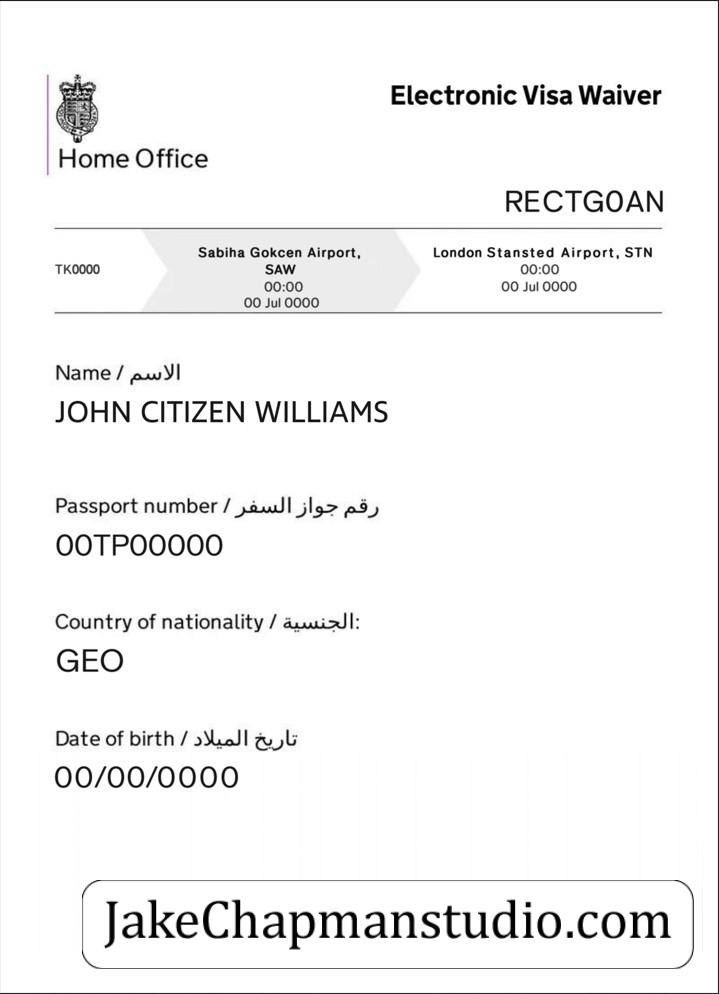 Electronic Visa Waiver
Home Office
RECTG0AN
TK0000
Sabiha Gokcen Airport,
SAW
00:00
00 Jul 0000
London Stansted Airport, STN
00:00
00 Jul 0000
Name / الاسم
JOHN CITIZEN WILLIAMS
Passport number / رقم جواز السفر
00TP00000
Country of nationality / الجنسية:
GEO
Date of birth / تاريخ الميلاد
00/00/0000
JakeChapmanstudio.com